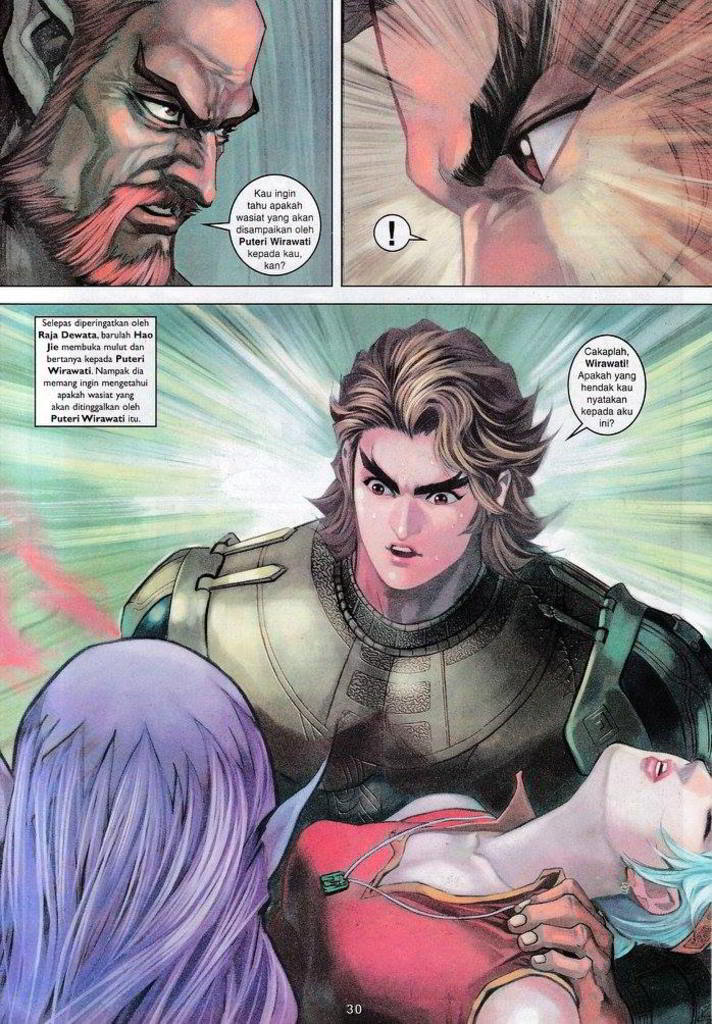 Kau ingin
tahu apakah
wasiat yang akan
disampaikan oleh
Puteri Wirawati
kepada kau,
kan?
!
Selepas diperingatkan oleh
Raja Dewata, barulah Hao
Jie membuka mulut dan
bertanya kepada Puteri
Wirawati. Nampak dia
memang ingin mengetahui
apakah wasiat yang
akan ditinggalkan oleh
Puteri Wirawati itu.
Cakaplah,
Wirawati!
Apakah yang
hendak kau
nyatakan
kepada aku
ini?
30